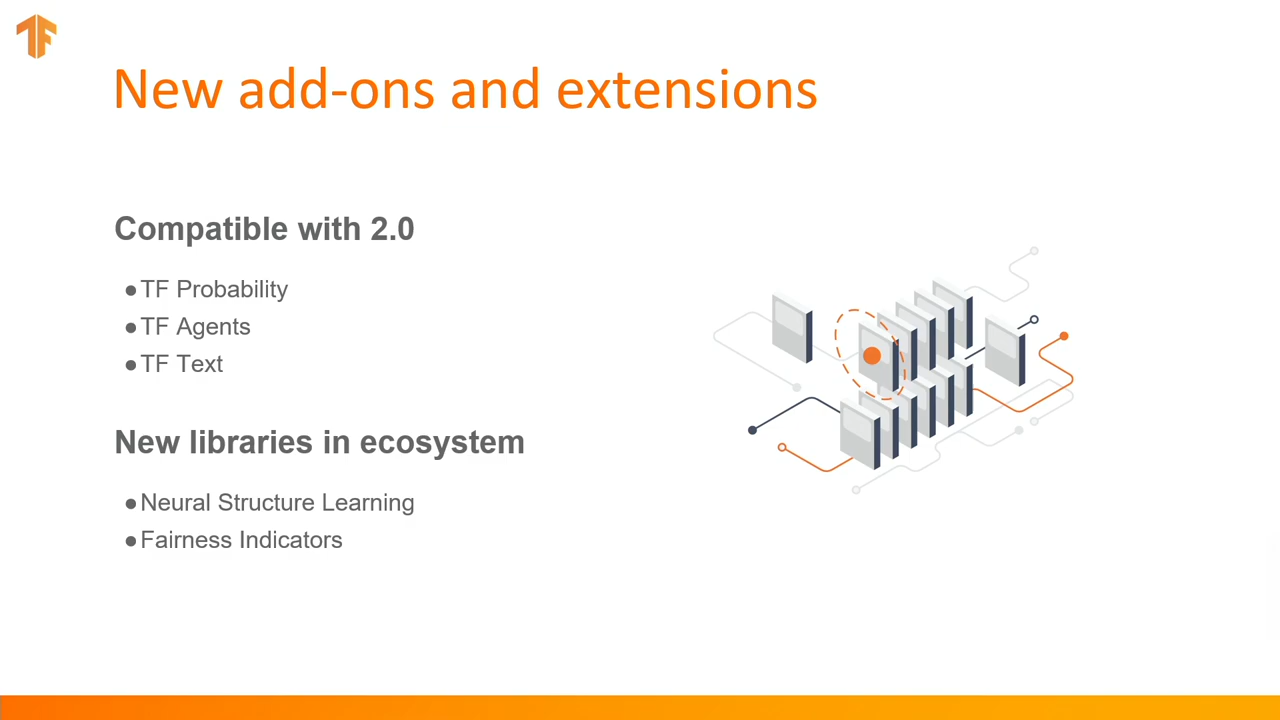 New add-ons and extensions
Compatible with 2.0
●TF Probability
●TF Agents
●TF Text
New libraries in ecosystem
●Neural Structure Learning
●Fairness Indicators